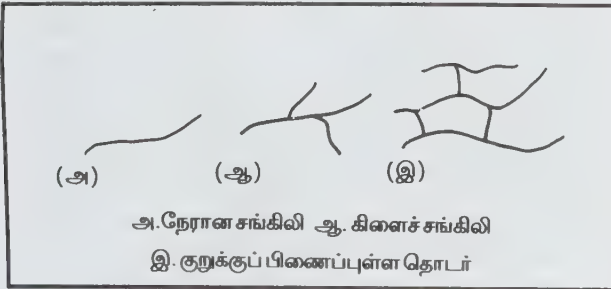 (அ) (ஆ) (இ)
அ.நேரான சங்கிலி ஆ. கிளைச் சங்கிலி
இ. குறுக்குப் பிணைப்புள்ள தொடர்